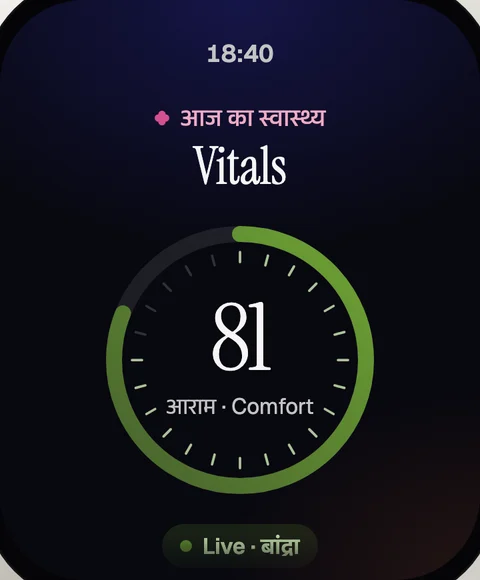 18:40
आज का स्वास्थ्य
Vitals
81
आराम · Comfort
Live · बांद्रा